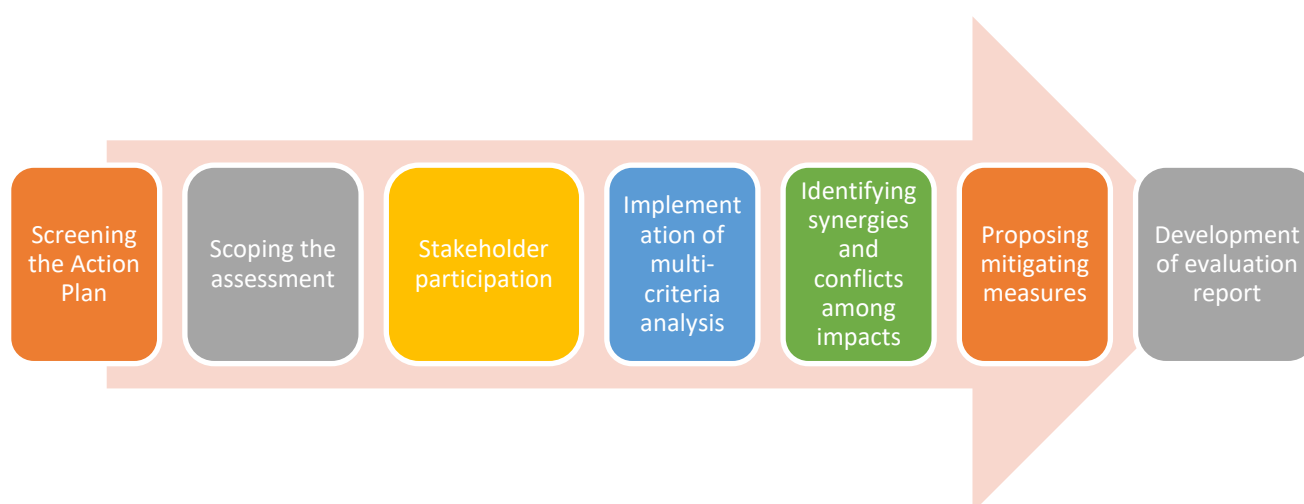 Screening
the Action
Plan
Scoping the
assessment
Stakeholder
participation
Implement
ation of
multi-
criteria
analysis
Identifying
synergies
and
conflicts
among
impacts
Proposing
mitigating
measures
Development
of evaluation
report